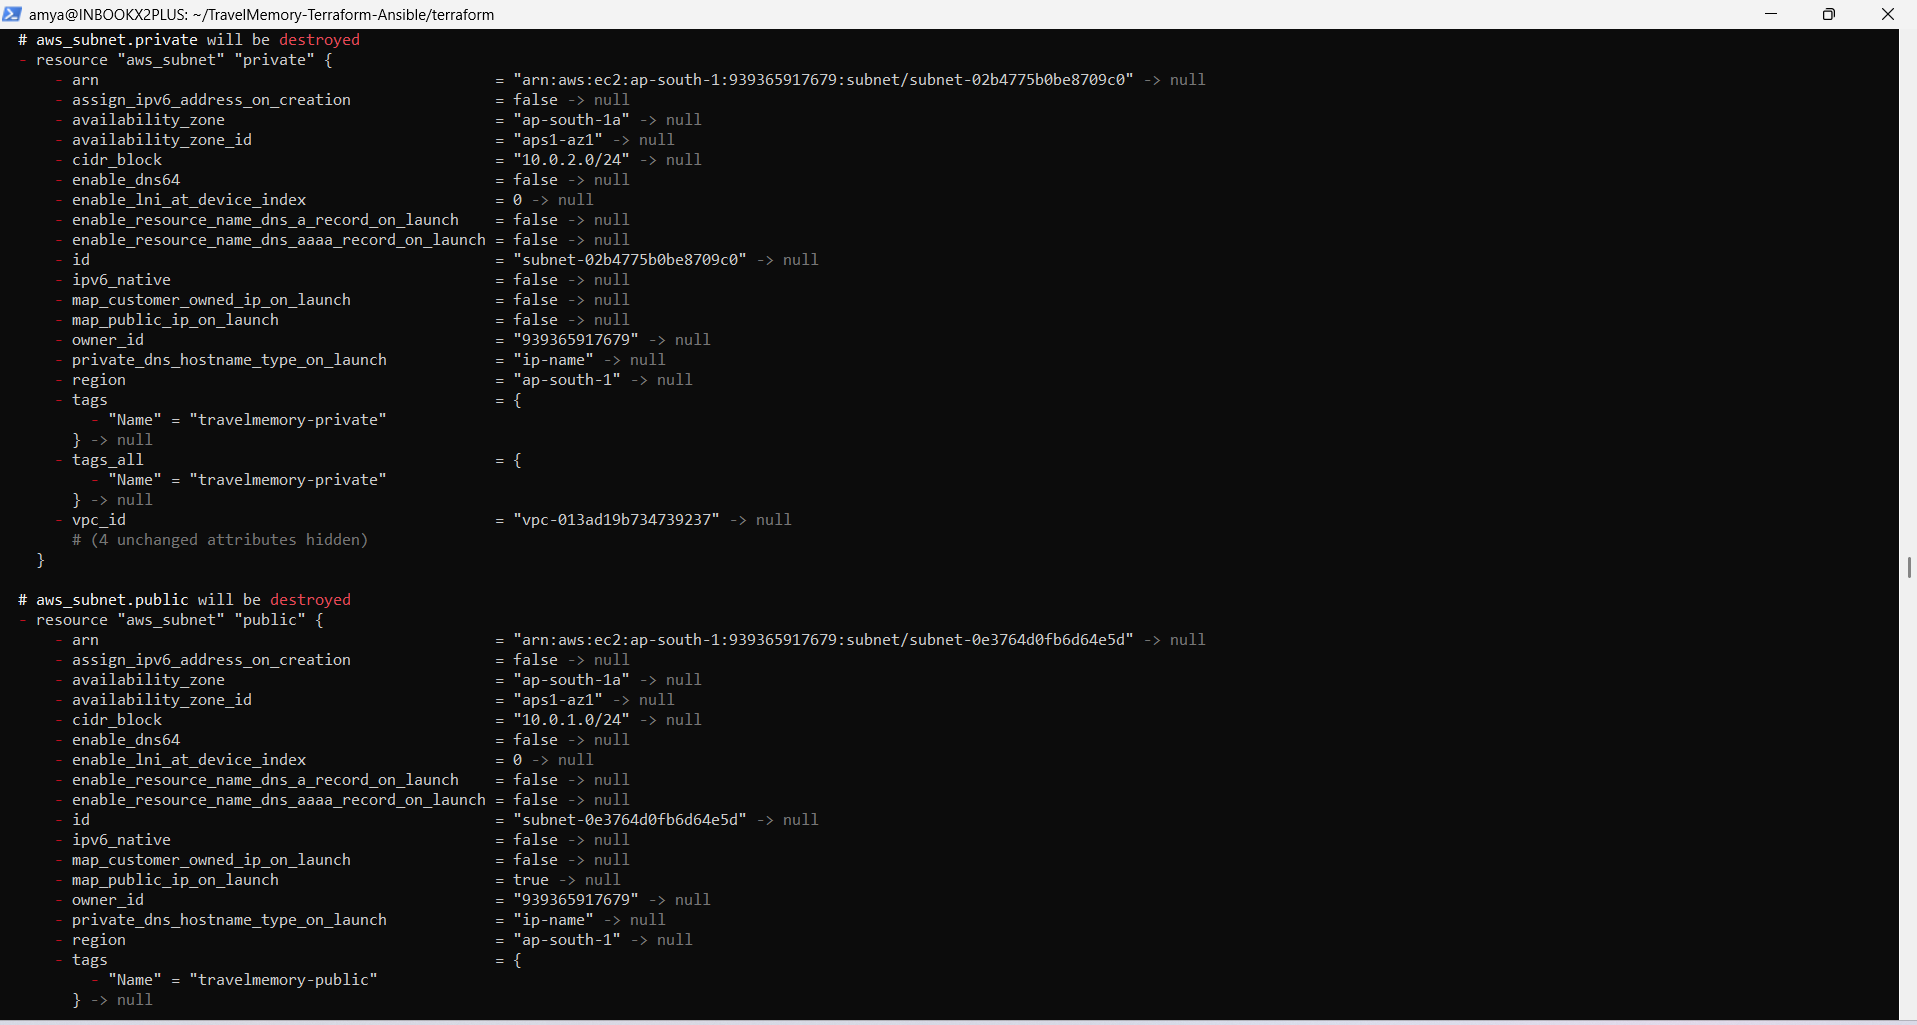 amya@INBOOKX2PLUS: ~/TravelMemory-Terraform-Ansible/terraform
# aws_subnet.private will be destroyed
- resource "aws_subnet" "private" {
- arn = "arn:aws:ec2:ap-south-1:939365917679:subnet/subnet-02b4775b0be8709c0" -> null
- assign_ipv6_address_on_creation = false -> null
- availability_zone = "ap-south-1a" -> null
- availability_zone_id = "aps1-az1" -> null
- cidr_block = "10.0.2.0/24" -> null
- enable_dns64 = false -> null
- enable_lni_at_device_index = 0 -> null
- enable_resource_name_dns_a_record_on_launch = false -> null
- enable_resource_name_dns_aaaa_record_on_launch = false -> null
- id = "subnet-02b4775b0be8709c0" -> null
- ipv6_native = false -> null
- map_customer_owned_ip_on_launch = false -> null
- map_public_ip_on_launch = false -> null
- owner_id = "939365917679" -> null
- private_dns_hostname_type_on_launch = "ip-name" -> null
- region = "ap-south-1" -> null
- tags = {
- "Name" = "travelmemory-private"
} -> null
- tags_all = {
- "Name" = "travelmemory-private"
} -> null
- vpc_id = "vpc-013ad19b734739237" -> null
# (4 unchanged attributes hidden)
}
# aws_subnet.public will be destroyed
- resource "aws_subnet" "public" {
- arn = "arn:aws:ec2:ap-south-1:939365917679:subnet/subnet-0e3764d0fb6d64e5d" -> null
- assign_ipv6_address_on_creation = false -> null
- availability_zone = "ap-south-1a" -> null
- availability_zone_id = "aps1-az1" -> null
- cidr_block = "10.0.1.0/24" -> null
- enable_dns64 = false -> null
- enable_lni_at_device_index = 0 -> null
- enable_resource_name_dns_a_record_on_launch = false -> null
- enable_resource_name_dns_aaaa_record_on_launch = false -> null
- id = "subnet-0e3764d0fb6d64e5d" -> null
- ipv6_native = false -> null
- map_customer_owned_ip_on_launch = false -> null
- map_public_ip_on_launch = true -> null
- owner_id = "939365917679" -> null
- private_dns_hostname_type_on_launch = "ip-name" -> null
- region = "ap-south-1" -> null
- tags = {
- "Name" = "travelmemory-public"
} -> null